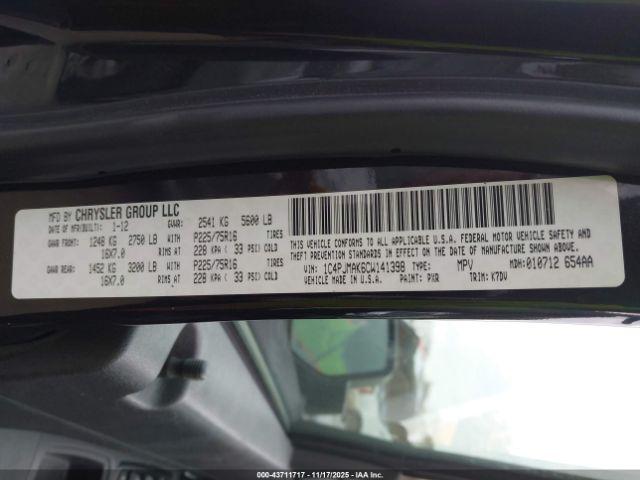 MFD BY CHRYSLER GROUP LLC
DATE OF MFR(BUILT): 1-12 GVWR: 2541 KG 5600 LB
GAWR FRONT: 1248 KG 2750 LB WITH P225/75R16 TIRES
16X7.0 RIMS AT 228 KPA ( 33 PSI) COLD
GAWR REAR: 1452 KG 3200 LB WITH P225/75R16 TIRES
16X7.0 RIMS AT 228 KPA ( 33 PSI) COLD
THIS VEHICLE CONFORMS TO ALL APPLICABLE U.S.A. FEDERAL MOTOR VEHICLE SAFETY AND
THEFT PREVENTION STANDARDS IN EFFECT ON THE DATE OF MANUFACTURE SHOWN ABOVE.
VIN: 1C4PJMAK6CW141398 TYPE: MPV MDH: 010712 654AA
VEHICLE MADE IN U.S.A. PAINT: PXR TRIM: K7DV
000-43711717 - 11/17/2025 - IAAI.com